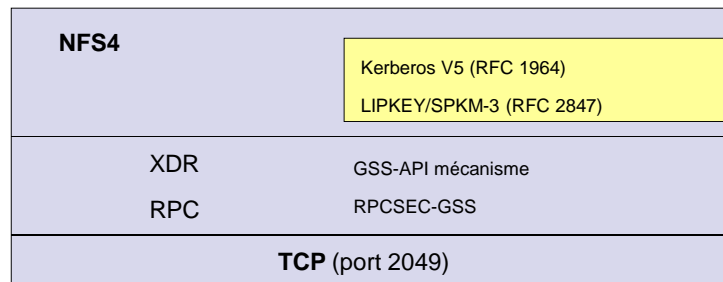 NFS4
Kerberos V5 (RFC 1964)
LIPKEY/SPKM-3 (RFC 2847)
XDR
GSS-API mécanisme
RPC
RPCSEC-GSS
TCP (port 2049)